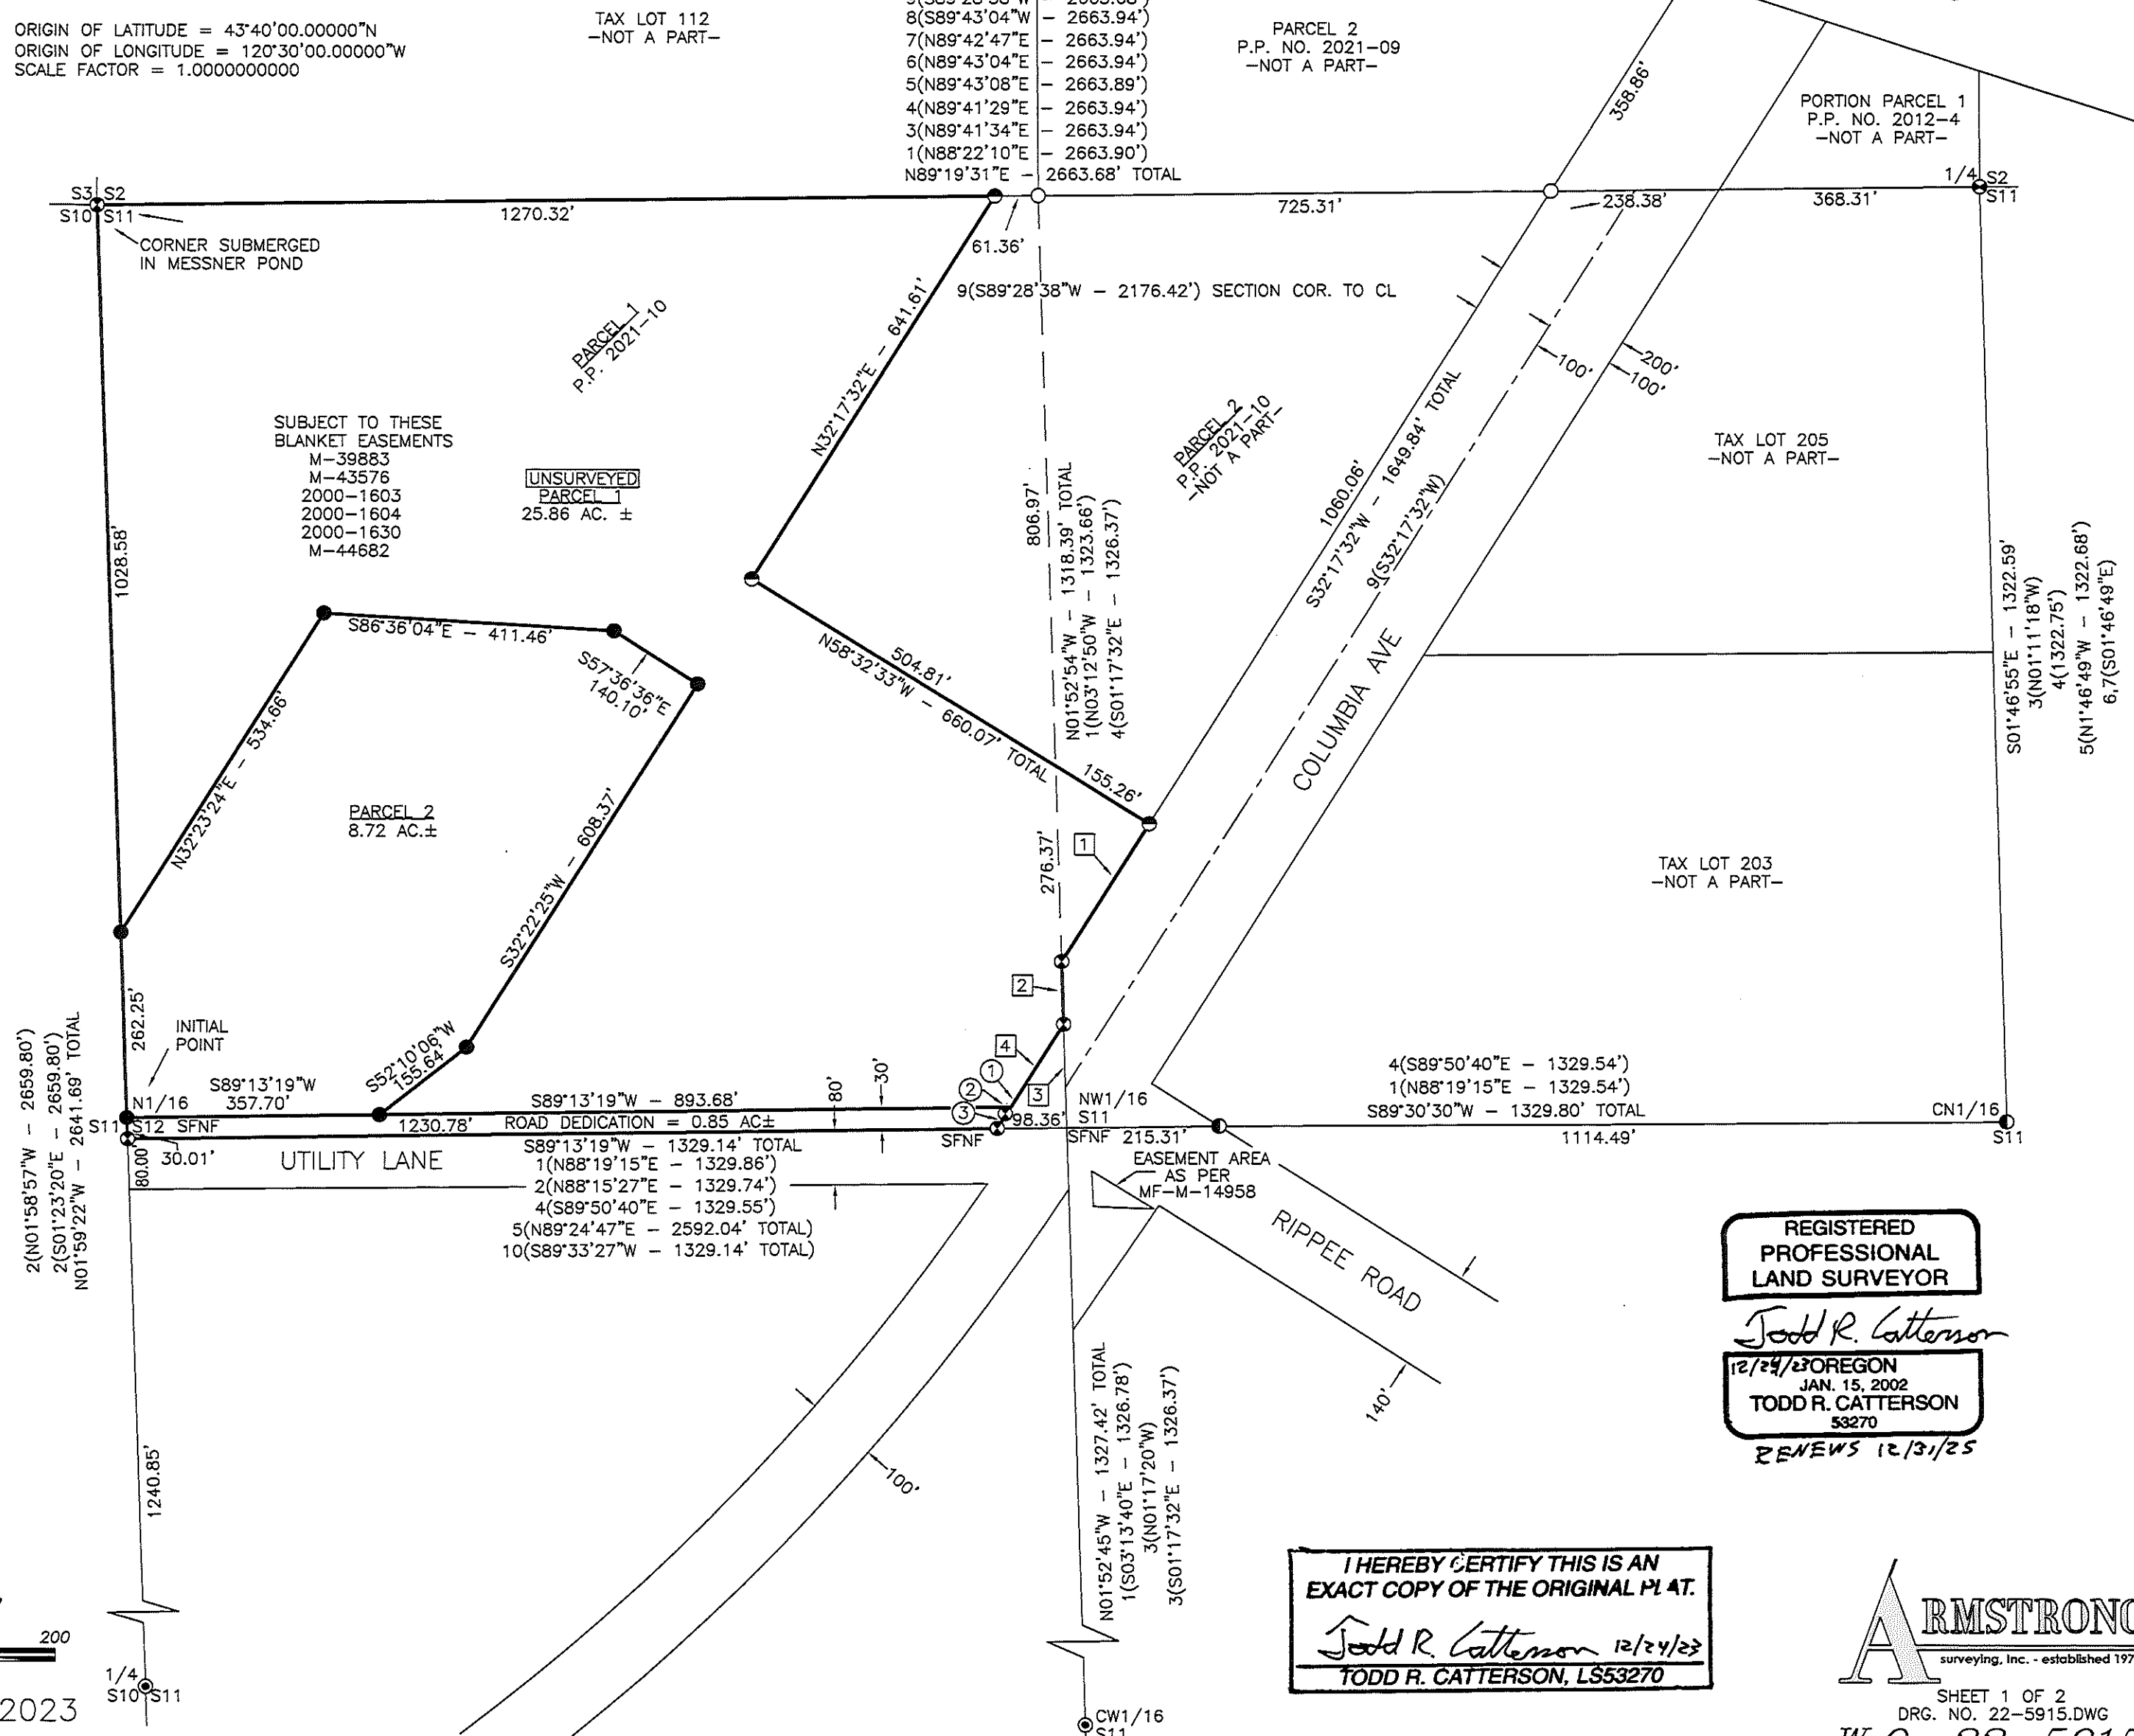 ORIGIN OF LATITUDE = 43°40'00.00000"N
ORIGIN OF LONGITUDE = 120°30'00.00000"W
SCALE FACTOR = 1.0000000000
TAX LOT 112
–NOT A PART–
8(S89°43'04"W – 2663.94')
7(N89°42'47"E – 2663.94')
6(N89°43'04"E – 2663.94')
5(N89°43'08"E – 2663.89')
4(N89°41'29"E – 2663.94')
3(N89°41'34"E – 2663.94')
1(N88°22'10"E – 2663.90')
N89°19'31"E – 2663.68' TOTAL
PARCEL 2
P.P. NO. 2021–09
–NOT A PART–
358.86'
PORTION PARCEL 1
P.P. NO. 2012–4
–NOT A PART–
S3 S2
S10 S11
1270.32'
61.36'
725.31'
238.38'
368.31'
1/4 S2
S11
CORNER SUBMERGED
IN MESSNER POND
9(S89°28'38"W – 2176.42') SECTION COR. TO CL
PARCEL 1
P.P. 2021–10
N32°17'32"E – 641.61'
SUBJECT TO THESE
BLANKET EASEMENTS
M–39883
M–43576
2000–1603
2000–1604
2000–1630
M–44682
UNSURVEYED
PARCEL 1
25.86 AC. ±
PARCEL 2
P.P. 2021–10
–NOT A PART–
100'
200'
100'
TAX LOT 205
–NOT A PART–
1028.58'
806.97'
N01°52'54"W – 1318.39' TOTAL
1(N03°12'50"W – 1323.66')
4(S01°17'32"E – 1326.37')
1060.06'
S32°17'32"W – 1649.84' TOTAL
9(S32°17'32"W)
COLUMBIA AVE
S01°46'55"E – 1322.59'
3(N01°11'18"W)
4(1322.75')
5(N1°46'49"W – 1322.68')
6,7(S01°46'49"E)
S86°36'04"E – 411.46'
S57°36'36"E
140.10'
504.81'
N58°32'33"W – 660.07' TOTAL
155.26'
N32°23'24"E – 534.66'
PARCEL 2
8.72 AC.±
S32°22'25"W – 608.37'
1
276.37'
TAX LOT 203
–NOT A PART–
2
262.25'
INITIAL
POINT
S52°10'06"W
155.64'
4
1
2
3
3
2(N01°58'57"W – 2659.80')
2(S01°23'20"E – 2659.80')
N01°59'22"W – 2641.69' TOTAL
N1/16
S89°13'19"W
357.70'
S89°13'19"W – 893.68'
80'
30'
98.36'
NW1/16
S11
4(S89°50'40"E – 1329.54')
1(N88°19'15"E – 1329.54')
S89°30'30"W – 1329.80' TOTAL
CN1/16
S11
S11 S12 SFNF
1230.78'
ROAD DEDICATION = 0.85 AC±
SFNF
SFNF 215.31'
1114.49'
80.00'
30.01'
UTILITY LANE
S89°13'19"W – 1329.14' TOTAL
1(N88°19'15"E – 1329.86')
2(N88°15'27"E – 1329.74')
4(S89°50'40"E – 1329.55')
5(N89°24'47"E – 2592.04' TOTAL)
10(S89°33'27"W – 1329.14' TOTAL)
EASEMENT AREA
AS PER
MF–M–14958
RIPPEE ROAD
140'
REGISTERED
PROFESSIONAL
LAND SURVEYOR
Todd R. Catterson
12/24/23 OREGON
JAN. 15, 2002
TODD R. CATTERSON
53270
RENEWS 12/31/25
1240.85'
100'
N01°52'45"W – 1327.42' TOTAL
1(S03°13'40"E – 1326.78')
3(N01°17'20"W)
3(S01°17'32"E – 1326.37')
I HEREBY CERTIFY THIS IS AN
EXACT COPY OF THE ORIGINAL PLAT.
Todd R. Catterson 12/24/23
TODD R. CATTERSON, LS53270
200
1/4
S10 S11
2023
CW1/16
S11
ARMSTRONG
surveying, Inc. - established 197
SHEET 1 OF 2
DRG. NO. 22–5915.DWG